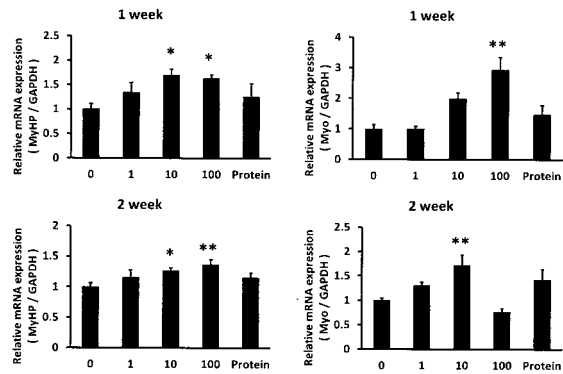 1 week
Relative mRNA expression
( MyHP / GAPDH )
2.5
2
1.5
1
0.5
0
* *
0 1 10 100 Protein
1 week
Relative mRNA expression
( Myo / GAPDH )
4
3
2
1
0
**
0 1 10 100 Protein
2 week
Relative mRNA expression
( MyHP / GAPDH )
2
1.5
1
0.5
0
* **
0 1 10 100 Protein
2 week
Relative mRNA expression
( Myo / GAPDH )
2.5
2
1.5
1
0.5
0
**
0 1 10 100 Protein